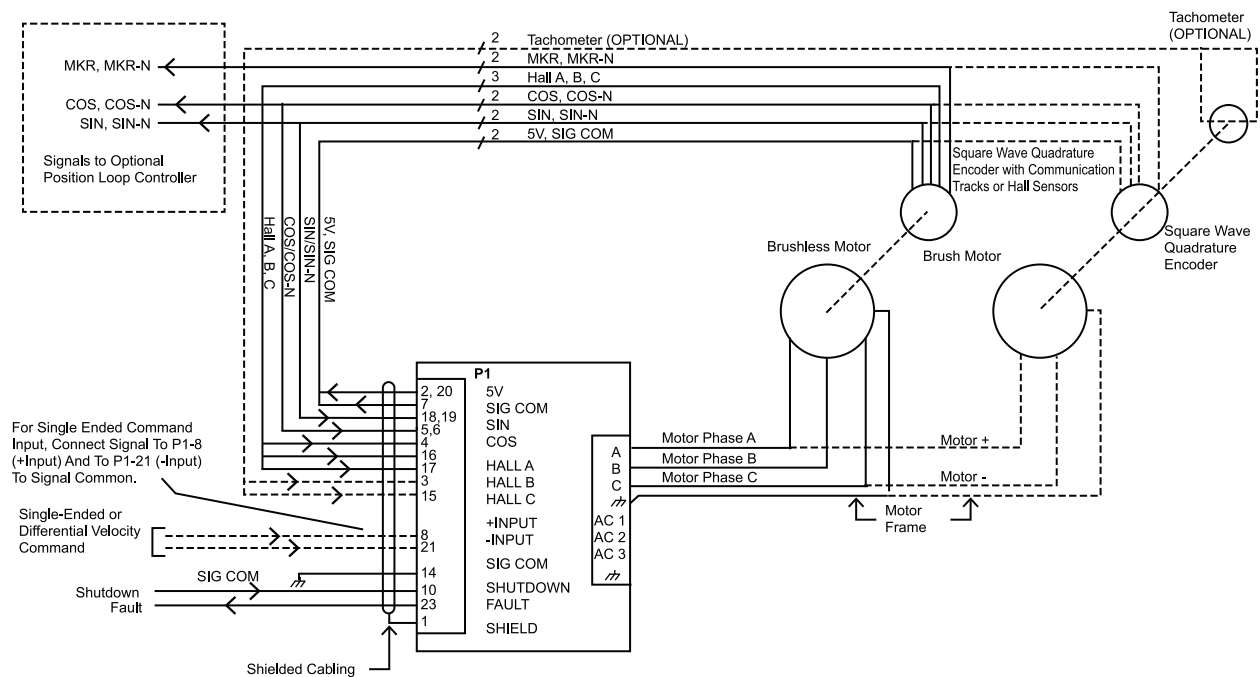 Tachometer
(OPTIONAL)
2 Tachometer (OPTIONAL)
2 MKR, MKR-N
3 Hall A, B, C
2 COS, COS-N
2 SIN, SIN-N
2 5V, SIG COM
MKR, MKR-N
COS, COS-N
SIN, SIN-N
Signals to Optional
Position Loop Controller
Square Wave Quadrature
Encoder with Communication
Tracks or Hall Sensors
Square Wave
Quadrature
Encoder
Brushless Motor
Brush Motor
Hall A, B, C
COS/COS-N
SIN/SIN-N
5V, SIG COM
P1
2, 20
7
18,19
5,6
4
16
17
3
15
8
21
14
10
23
1
5V
SIG COM
SIN
COS
HALL A
HALL B
HALL C
+INPUT
-INPUT
SIG COM
SHUTDOWN
FAULT
SHIELD
A
B
C
AC 1
AC 2
AC 3
Motor Phase A
Motor Phase B
Motor Phase C
Motor +
Motor -
Motor
Frame
For Single Ended Command
Input, Connect Signal To P1-8
(+Input) And To P1-21 (-Input)
To Signal Common.
Single-Ended or
Differential Velocity
Command
SIG COM
Shutdown
Fault
Shielded Cabling